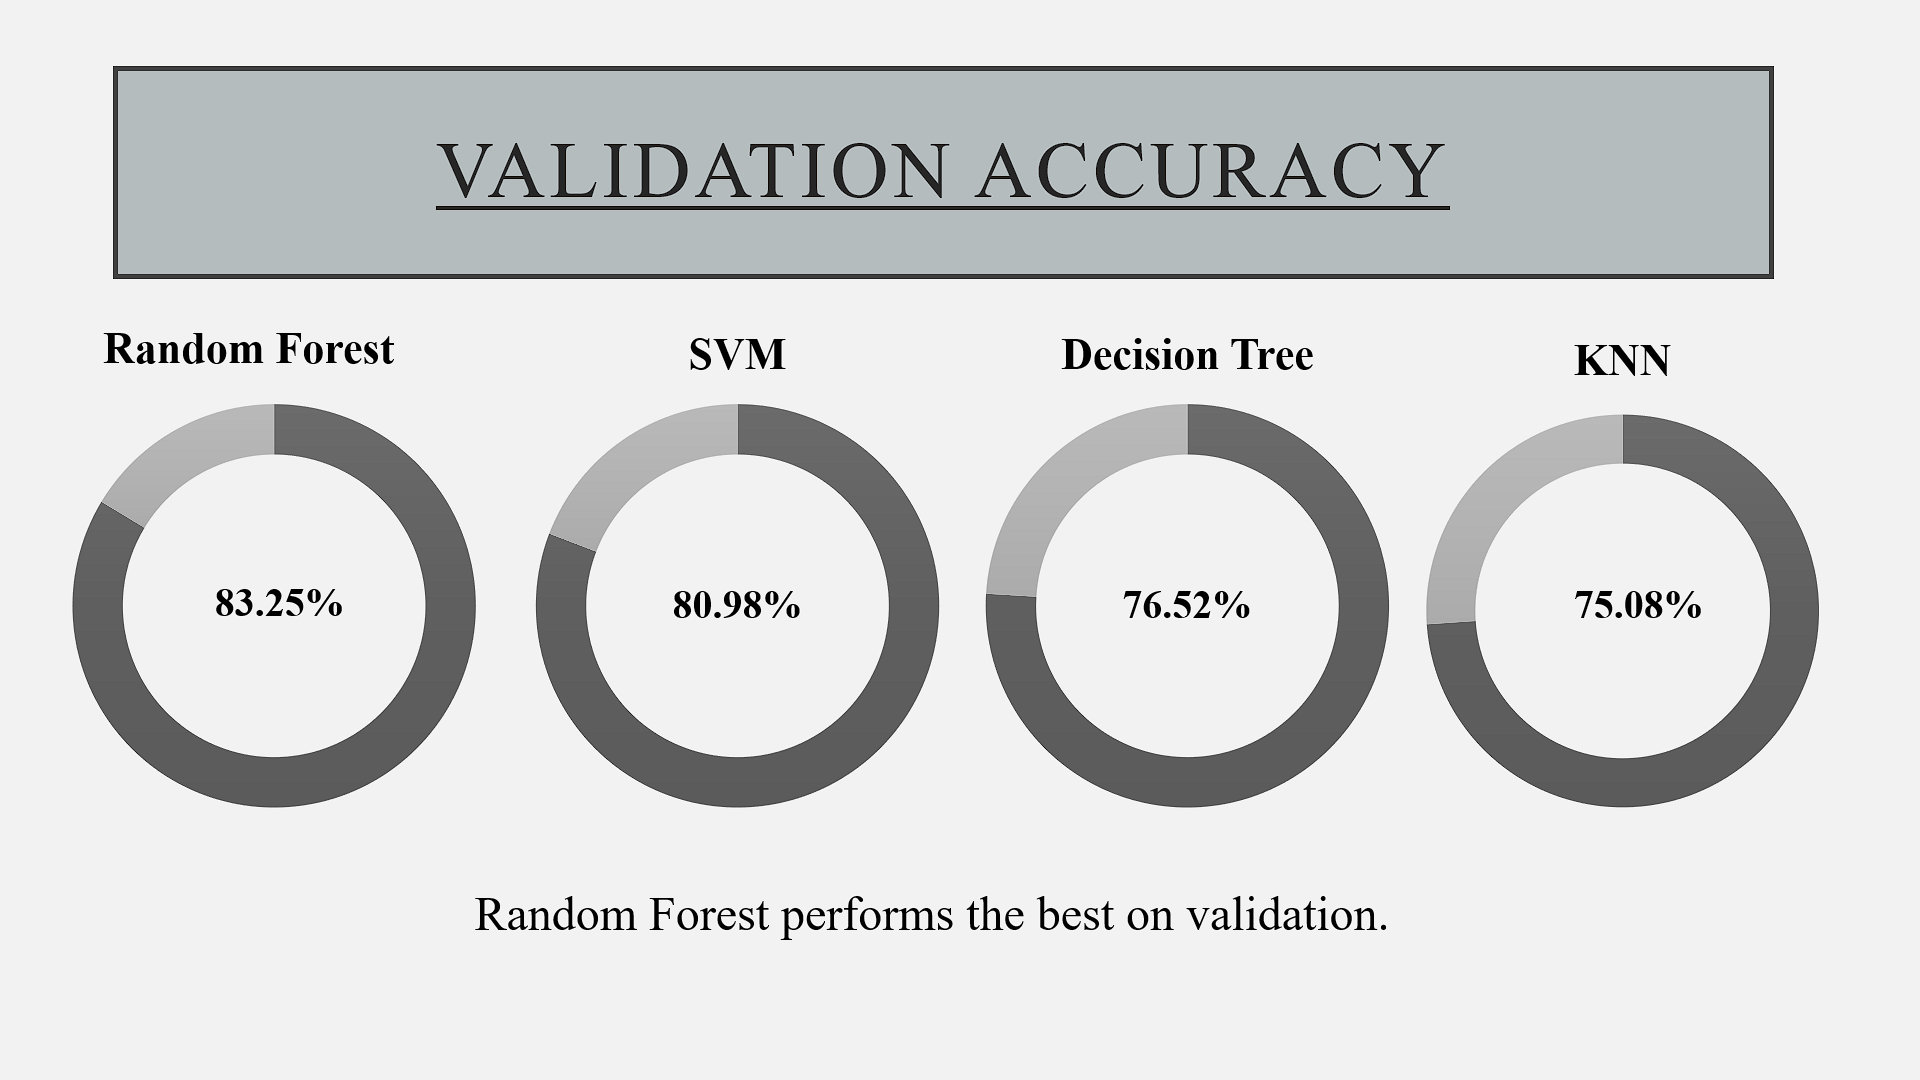 VALIDATION ACCURACY
Random Forest
SVM
Decision Tree
KNN
83.25%
80.98%
76.52%
75.08%
Random Forest performs the best on validation.